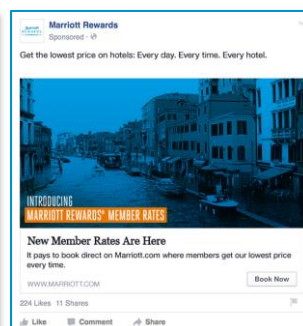 Marriott
REWARDS
Marriott Rewards
Sponsored ·
Get the lowest price on hotels: Every day. Every time. Every hotel.
INTRODUCING
MARRIOTT REWARDS® MEMBER RATES
New Member Rates Are Here
It pays to book direct on Marriott.com where members get our lowest price
every time.
WWW.MARRIOTT.COM
Book Now
224 Likes 11 Shares
Like Comment Share